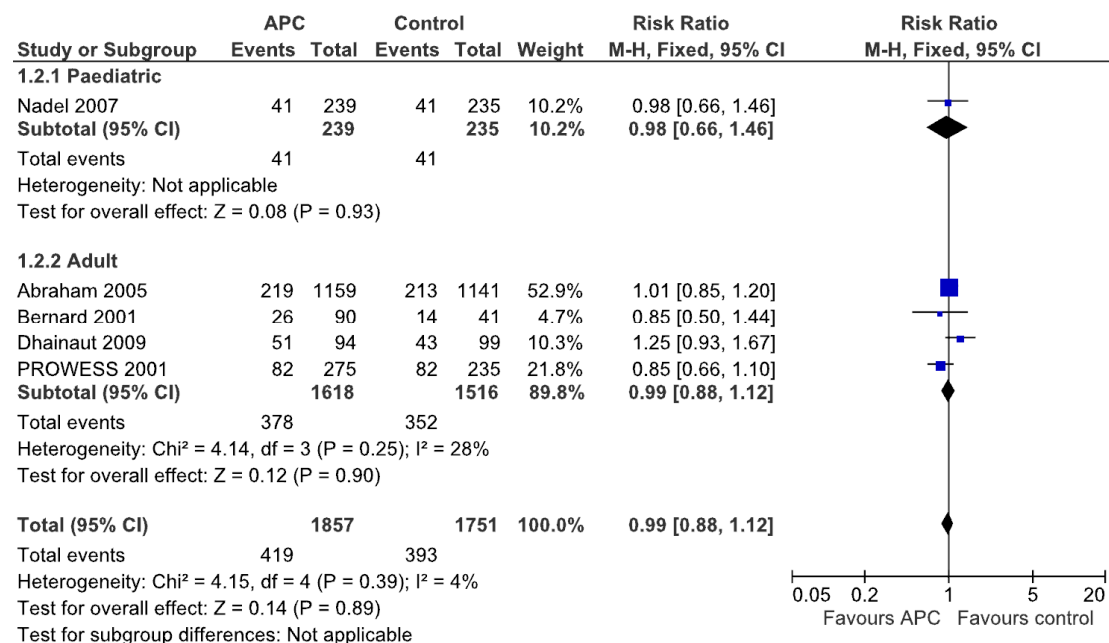 APC Control Risk Ratio Risk Ratio
Study or Subgroup Events Total Events Total Weight M-H, Fixed, 95% CI M-H, Fixed, 95% CI
1.2.1 Paediatric
Nadel 2007 41 239 41 235 10.2% 0.98 [0.66, 1.46]
Subtotal (95% CI) 239 235 10.2% 0.98 [0.66, 1.46]
Total events 41 41
Heterogeneity: Not applicable
Test for overall effect: Z = 0.08 (P = 0.93)
1.2.2 Adult
Abraham 2005 219 1159 213 1141 52.9% 1.01 [0.85, 1.20]
Bernard 2001 26 90 14 41 4.7% 0.85 [0.50, 1.44]
Dhainaut 2009 51 94 43 99 10.3% 1.25 [0.93, 1.67]
PROWESS 2001 82 275 82 235 21.8% 0.85 [0.66, 1.10]
Subtotal (95% CI) 1618 1516 89.8% 0.99 [0.88, 1.12]
Total events 378 352
Heterogeneity: Chi² = 4.14, df = 3 (P = 0.25); I² = 28%
Test for overall effect: Z = 0.12 (P = 0.90)
Total (95% CI) 1857 1751 100.0% 0.99 [0.88, 1.12]
Total events 419 393
Heterogeneity: Chi² = 4.15, df = 4 (P = 0.39); I² = 4%
Test for overall effect: Z = 0.14 (P = 0.89)
Test for subgroup differences: Not applicable
0.05 0.2 1 5 20
Favours APC Favours control